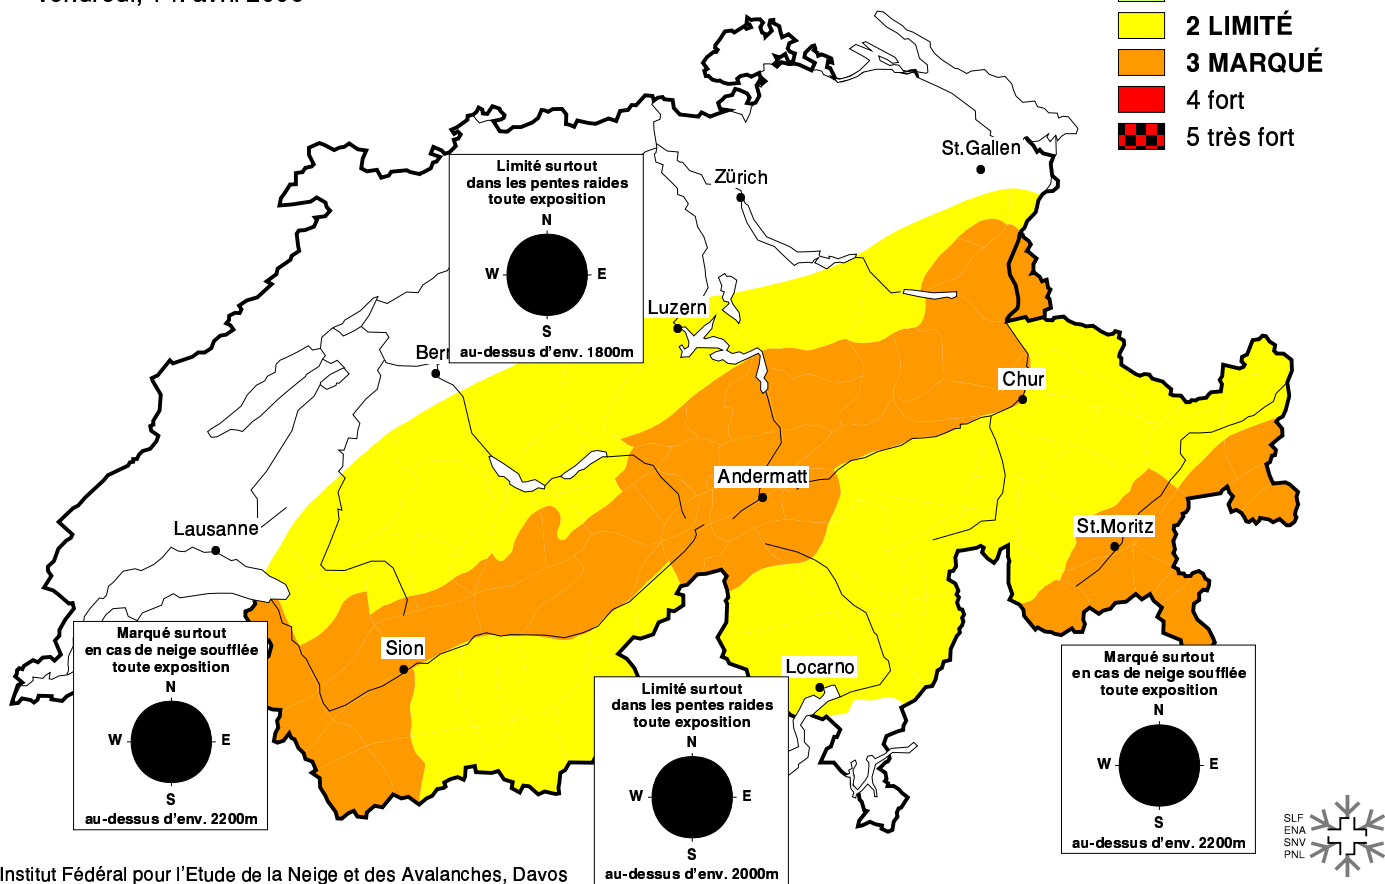 2 LIMITÉ
3 MARQUÉ
4 fort
5 très fort
St.Gallen
Zürich
Limité surtout
dans les pentes raides
toute exposition
N
W E
S
au-dessus d'env. 1800m
Luzern
Chur
Andermatt
St.Moritz
Lausanne
Sion
Locarno
Marqué surtout
en cas de neige soufflée
toute exposition
N
W E
S
au-dessus d'env. 2200m
Limité surtout
dans les pentes raides
toute exposition
N
W E
S
au-dessus d'env. 2000m
Marqué surtout
en cas de neige soufflée
toute exposition
N
W E
S
au-dessus d'env. 2200m
SLF
ENA
SNV
PNL
Institut Fédéral pour l'Etude de la Neige et des Avalanches, Davos